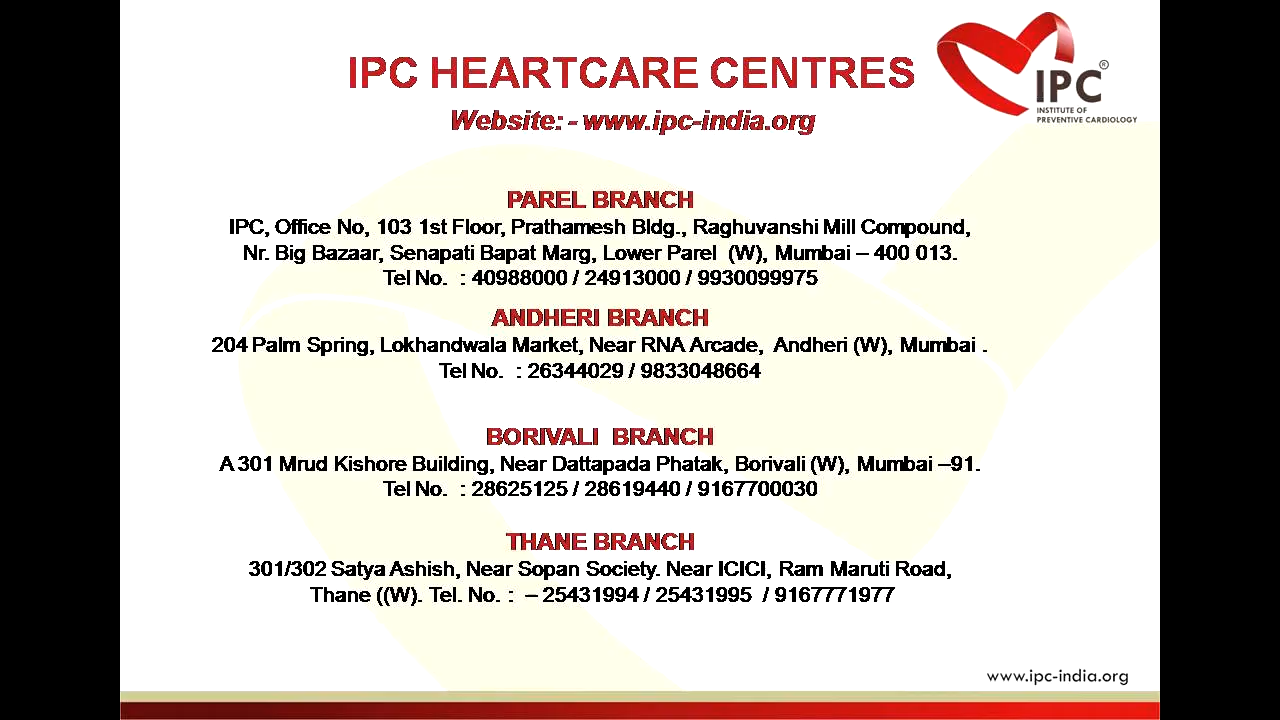 IPC HEARTCARE CENTRES
Website: - www.ipc-india.org
IPC®
INSTITUTE OF
PREVENTIVE CARDIOLOGY
PAREL BRANCH
IPC, Office No, 103 1st Floor, Prathamesh Bldg., Raghuvanshi Mill Compound,
Nr. Big Bazaar, Senapati Bapat Marg, Lower Parel (W), Mumbai – 400 013.
Tel No. : 40988000 / 24913000 / 9930099975
ANDHERI BRANCH
204 Palm Spring, Lokhandwala Market, Near RNA Arcade, Andheri (W), Mumbai .
Tel No. : 26344029 / 9833048664
BORIVALI BRANCH
A 301 Mrud Kishore Building, Near Dattapada Phatak, Borivali (W), Mumbai –91.
Tel No. : 28625125 / 28619440 / 9167700030
THANE BRANCH
301/302 Satya Ashish, Near Sopan Society. Near ICICI, Ram Maruti Road,
Thane ((W). Tel. No. : – 25431994 / 25431995 / 9167771977
www.ipc-india.org